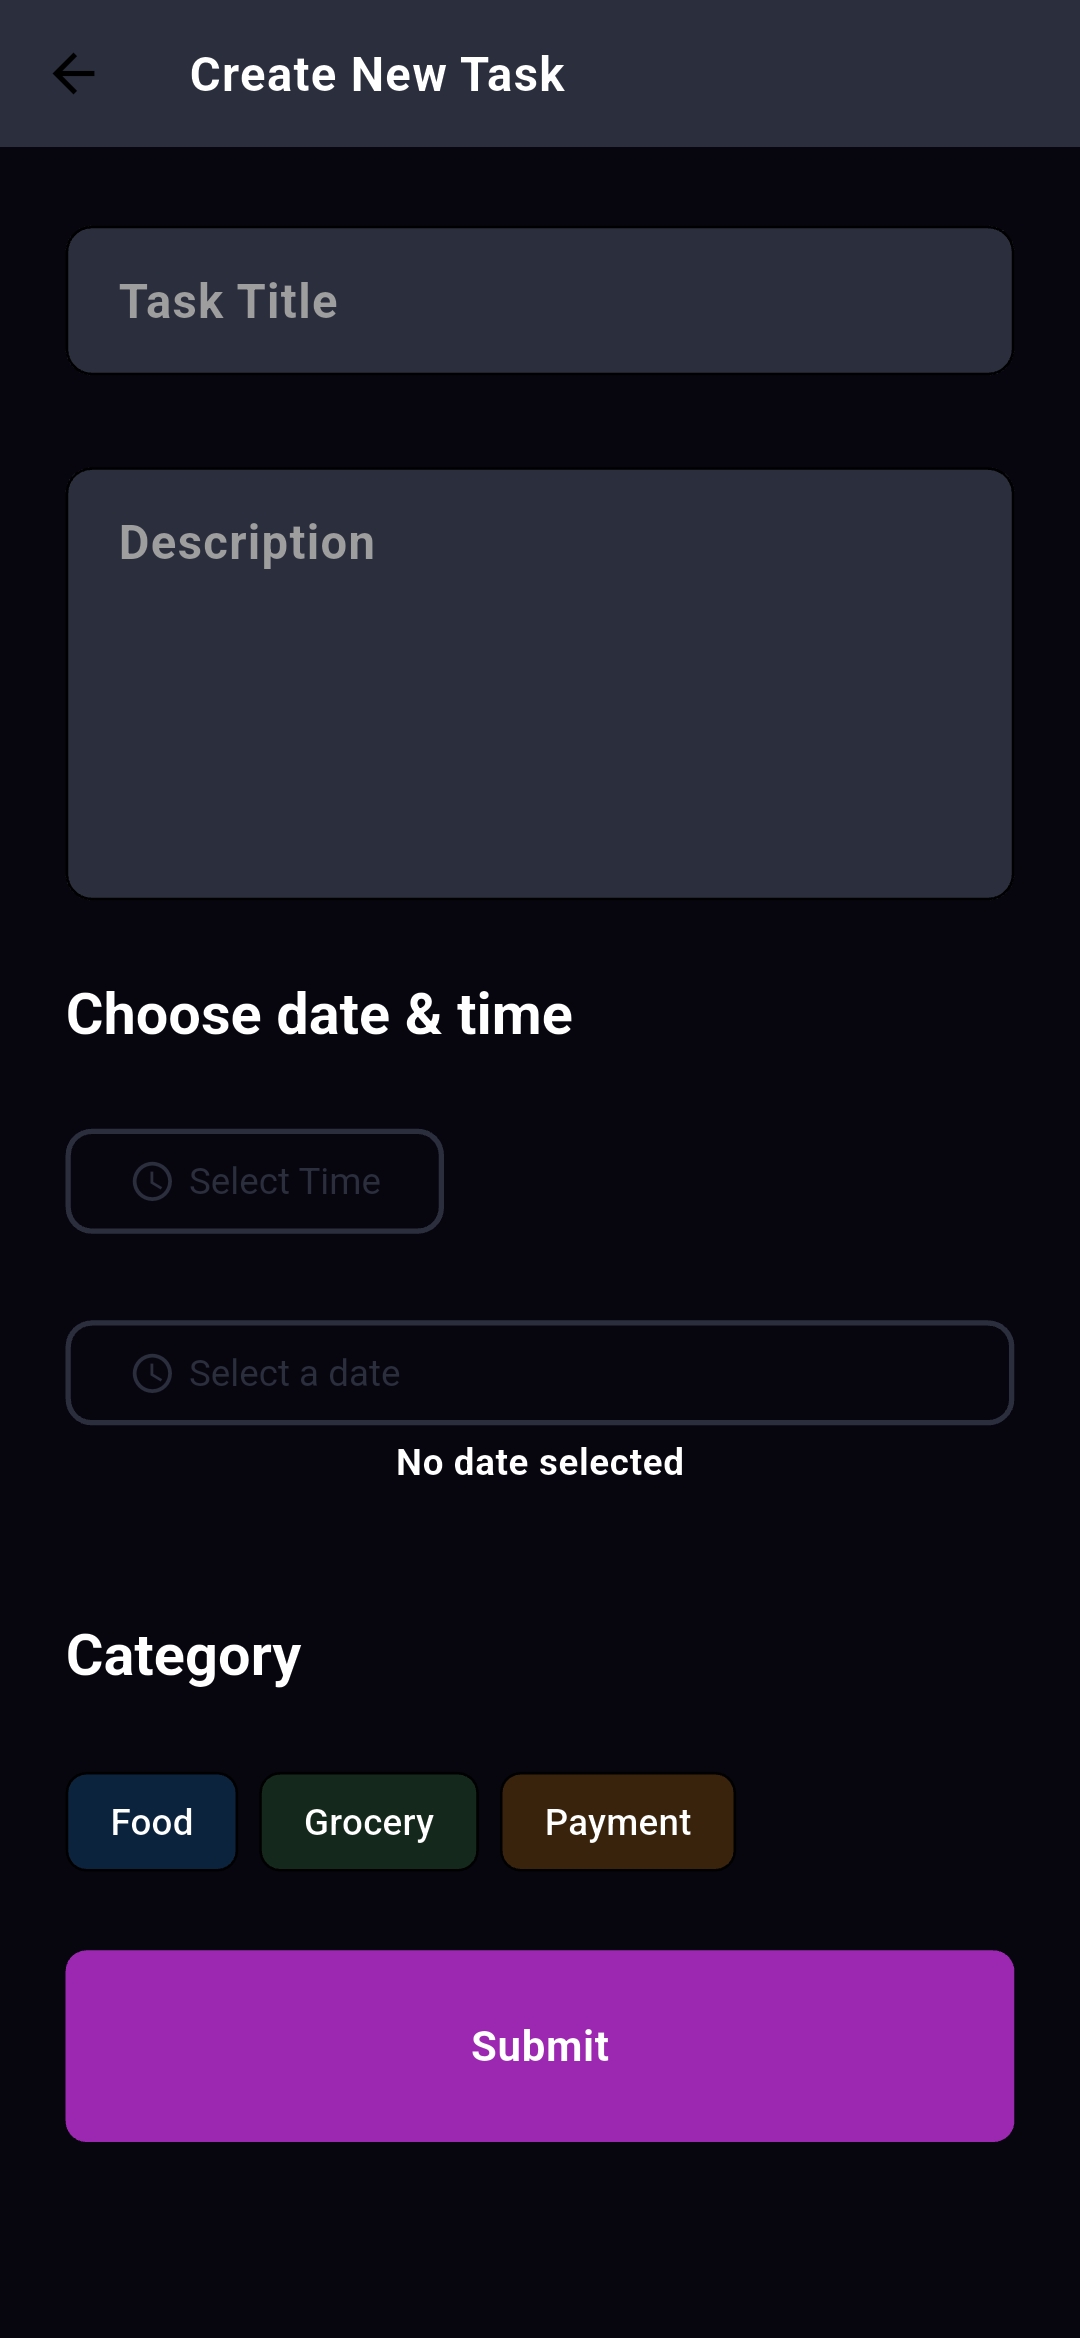 Create New Task
Task Title
Description
Choose date & time
Select Time
Select a date
No date selected
Category
Food
Grocery
Payment
Submit